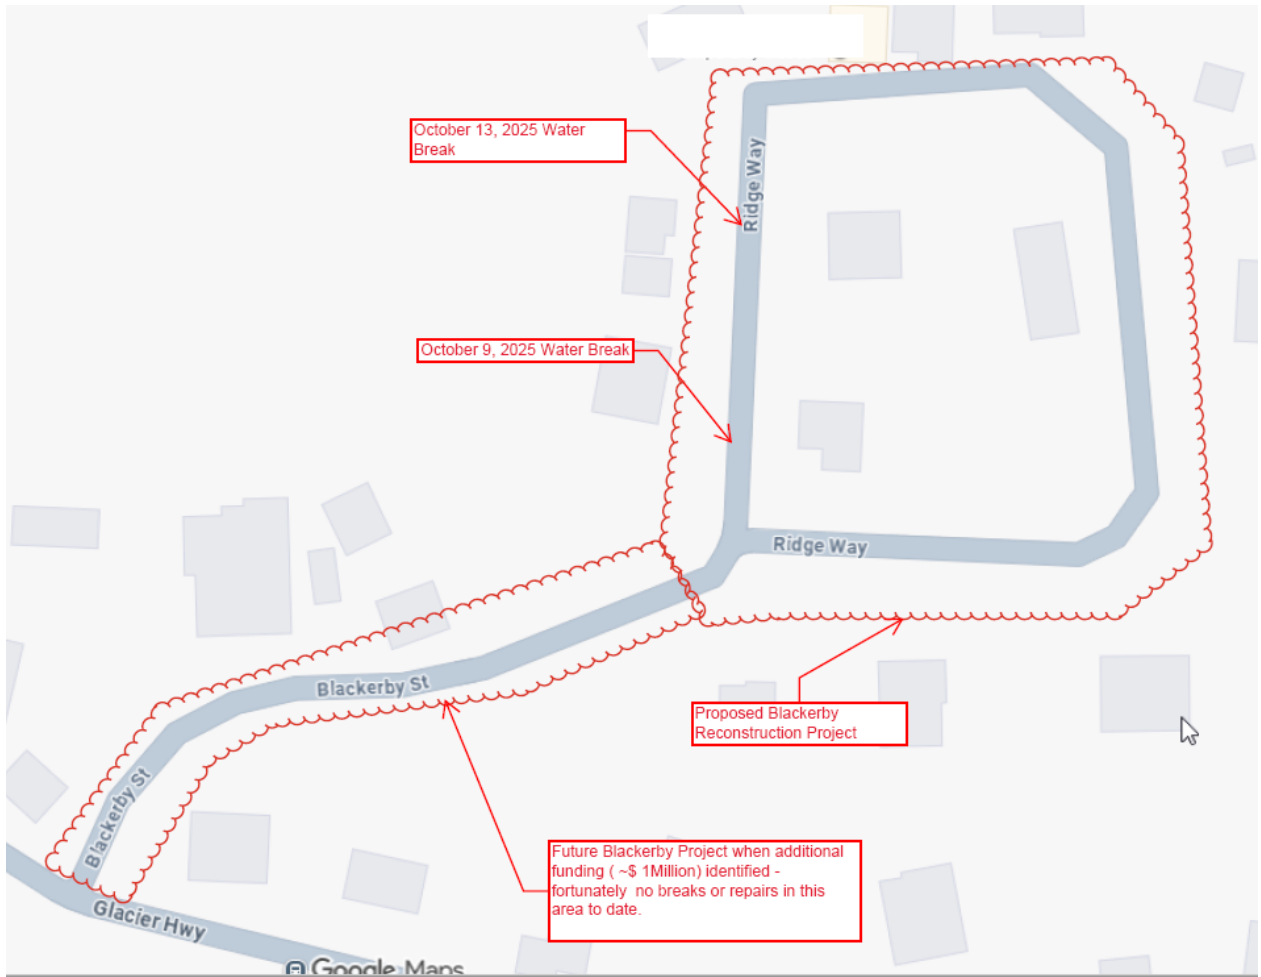 October 13, 2025 Water
Break
Ridge Way
October 9, 2025 Water Break
Ridge Way
Blackerby St
Proposed Blackerby
Reconstruction Project
Blackerby St
Future Blackerby Project when additional
funding ( ~$ 1Million) identified -
fortunately no breaks or repairs in this
area to date.
Glacier Hwy
Google Maps